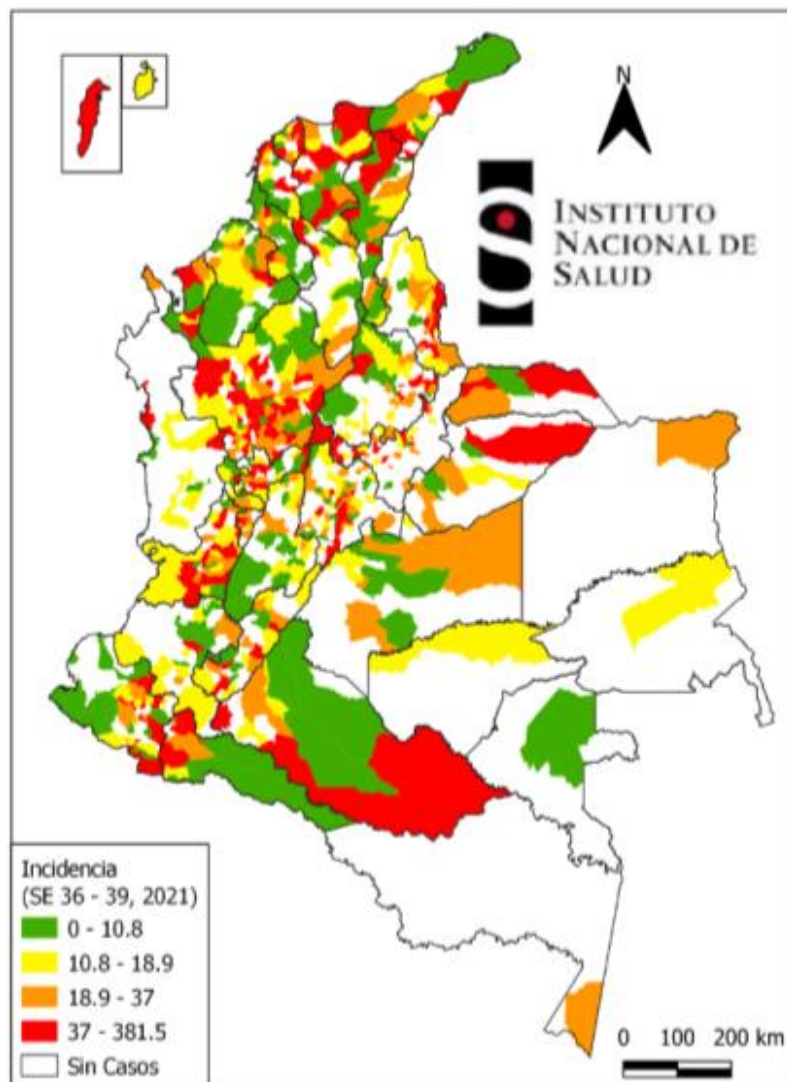 N
INSTITUTO
NACIONAL DE
SALUD
Incidencia
(SE 36 - 39, 2021)
0 - 10.8
10.8 - 18.9
18.9 - 37
37 - 381.5
Sin Casos
0 100 200 km